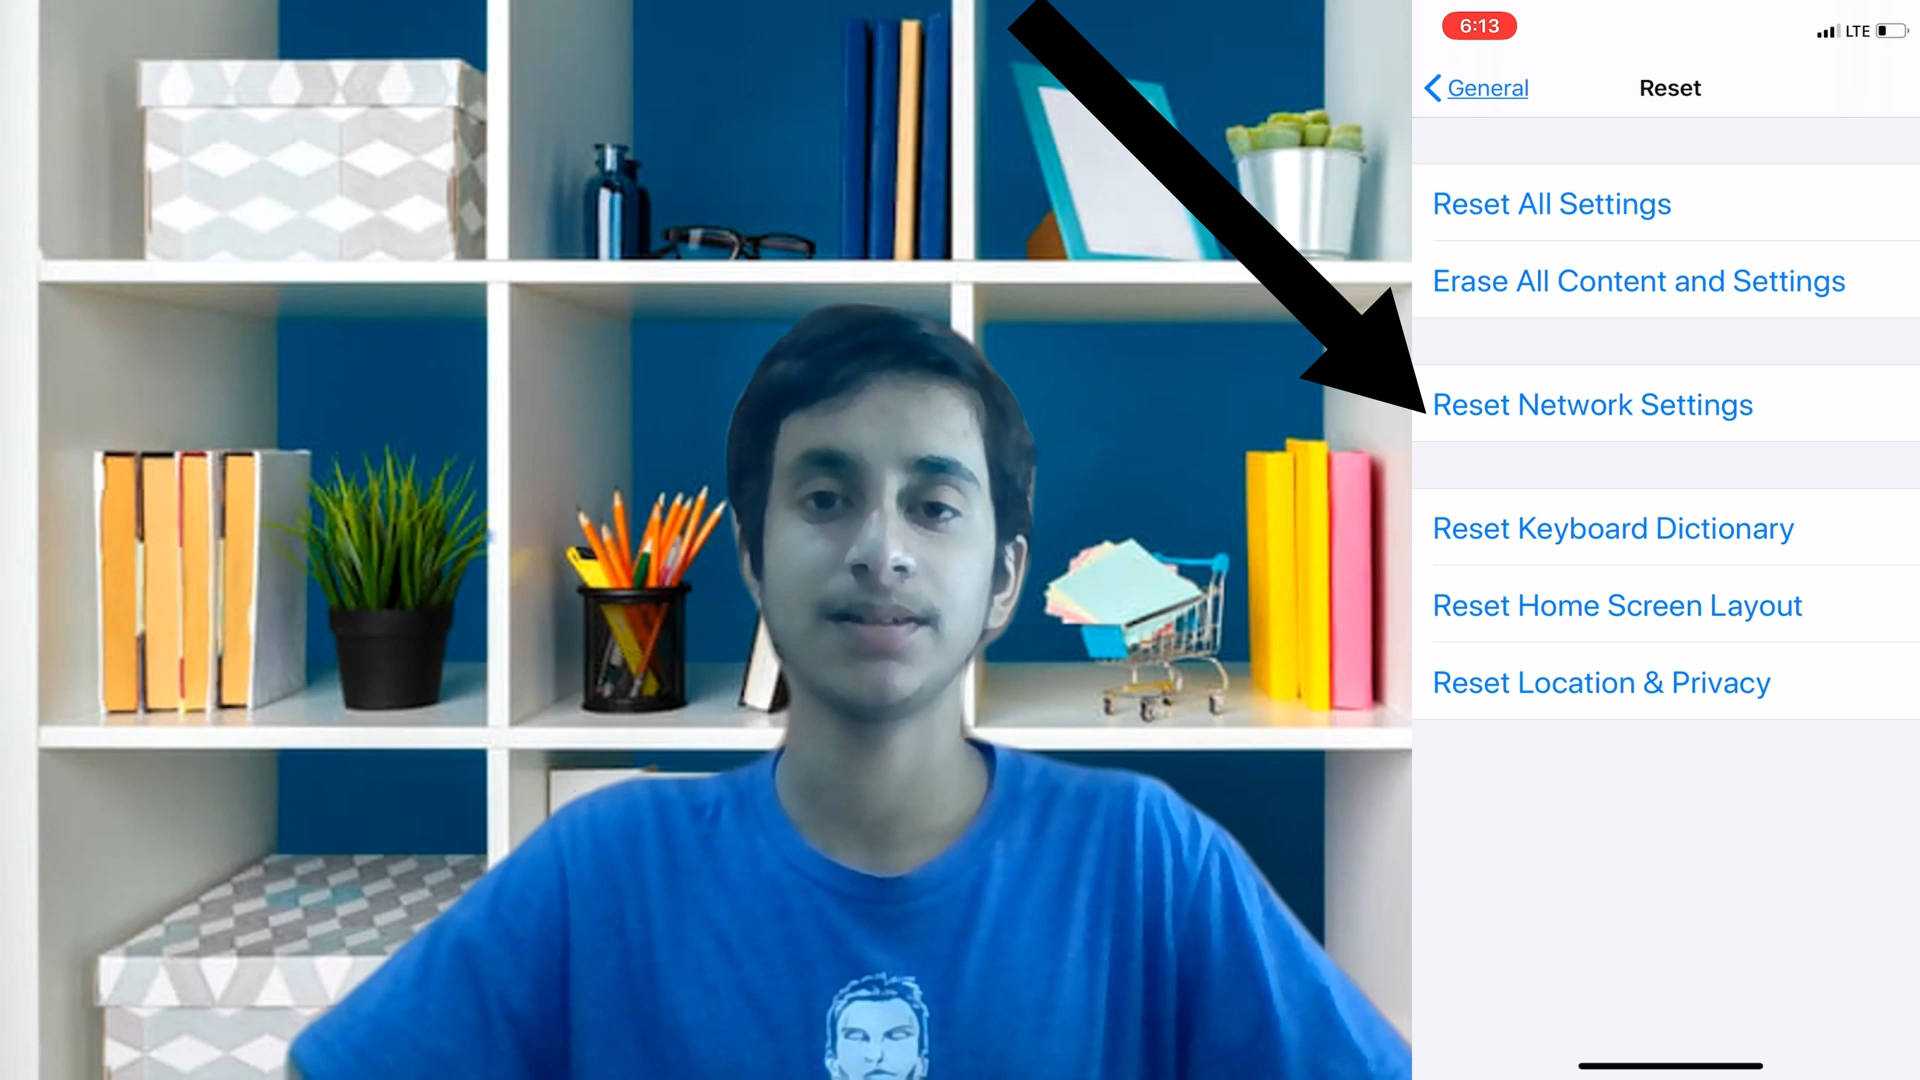 6:13
LTE
General
Reset
Reset All Settings
Erase All Content and Settings
Reset Network Settings
Reset Keyboard Dictionary
Reset Home Screen Layout
Reset Location & Privacy